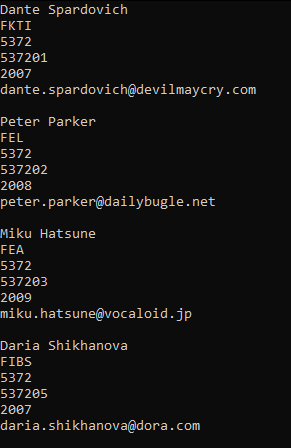 Dante Spardovich
FKTI
5372
537201
2007
dante.spardovich@devilmaycry.com

Peter Parker
FEL
5372
537202
2008
peter.parker@dailybugle.net

Miku Hatsune
FEA
5372
537203
2009
miku.hatsune@vocaloid.jp

Daria Shikhanova
FIBS
5372
537205
2007
daria.shikhanova@dora.com